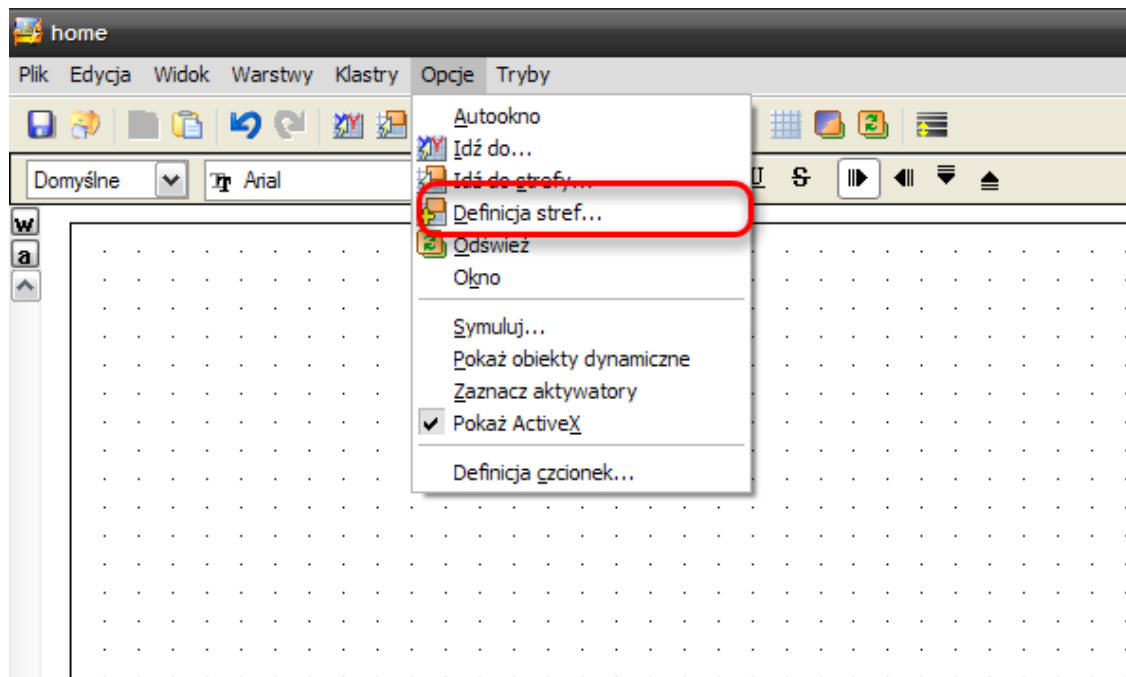 home
Plik Edycja Widok Warstwy Klastry Opcje Tryby
Domyślne Arial
w
a
Autookno
Idź do...
Idź do strefy...
Definicja stref...
Odśwież
Okno
Symuluj...
Pokaż obiekty dynamiczne
Zaznacz aktywatory
Pokaż ActiveX
Definicja czcionek...